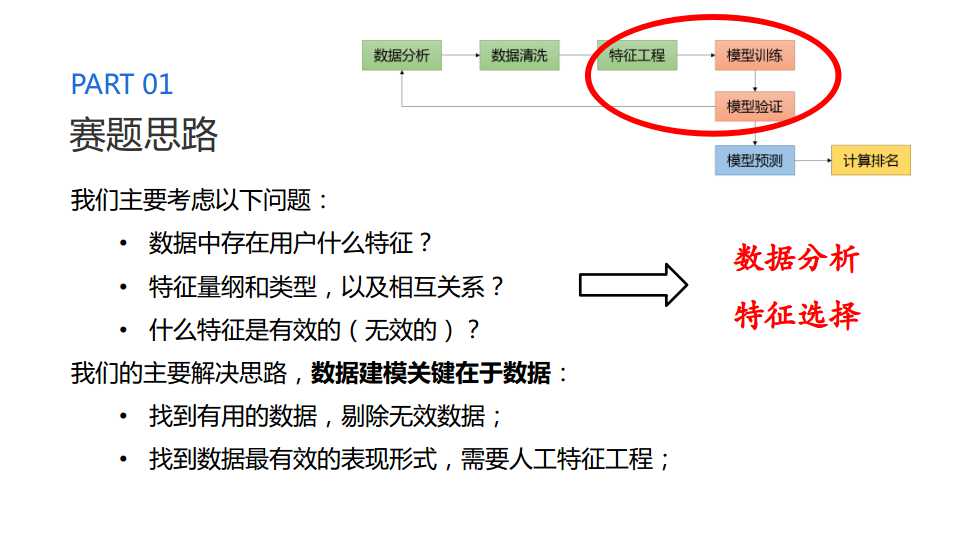 数据分析
数据清洗
特征工程
模型训练
模型验证
模型预测
计算排名
PART 01
赛题思路
我们主要考虑以下问题：
• 数据中存在用户什么特征？
• 特征量纲和类型，以及相互关系？
• 什么特征是有效的（无效的）？
数据分析
特征选择
我们的主要解决思路，数据建模关键在于数据：
• 找到有用的数据，剔除无效数据；
• 找到数据最有效的表现形式，需要人工特征工程；